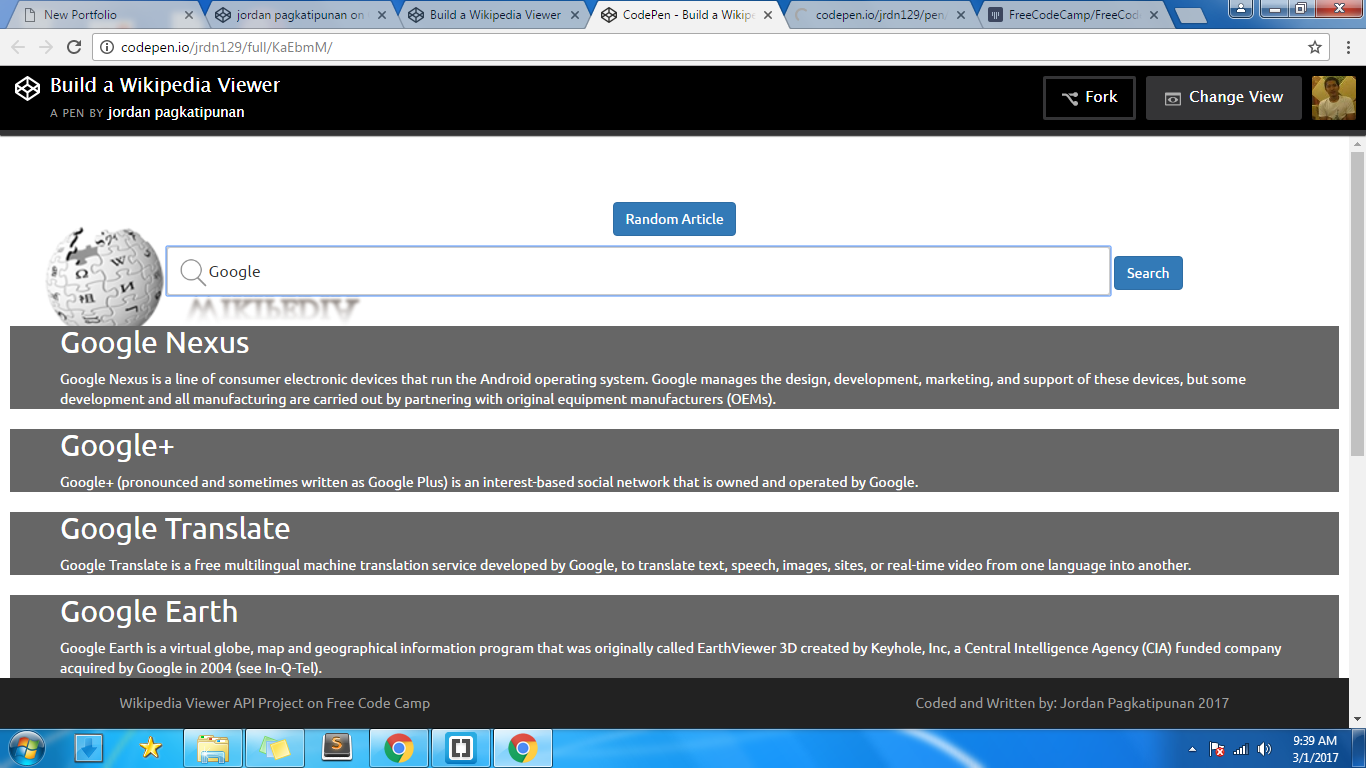 New Portfolio
jordan pagkatipunan on
Build a Wikipedia Viewer
CodePen - Build a Wikip
codepen.io/jrdn129/pen/
FreeCodeCamp/FreeCod
codepen.io/jrdn129/full/KaEbmM/
Build a Wikipedia Viewer
A PEN BY jordan pagkatipunan
Fork
Change View
Random Article
Google
Search
WIKIPEDIA
Google Nexus
Google Nexus is a line of consumer electronic devices that run the Android operating system. Google manages the design, development, marketing, and support of these devices, but some
development and all manufacturing are carried out by partnering with original equipment manufacturers (OEMs).
Google+
Google+ (pronounced and sometimes written as Google Plus) is an interest-based social network that is owned and operated by Google.
Google Translate
Google Translate is a free multilingual machine translation service developed by Google, to translate text, speech, images, sites, or real-time video from one language into another.
Google Earth
Google Earth is a virtual globe, map and geographical information program that was originally called EarthViewer 3D created by Keyhole, Inc, a Central Intelligence Agency (CIA) funded company
acquired by Google in 2004 (see In-Q-Tel).
Wikipedia Viewer API Project on Free Code Camp
Coded and Written by: Jordan Pagkatipunan 2017
9:39 AM
3/1/2017